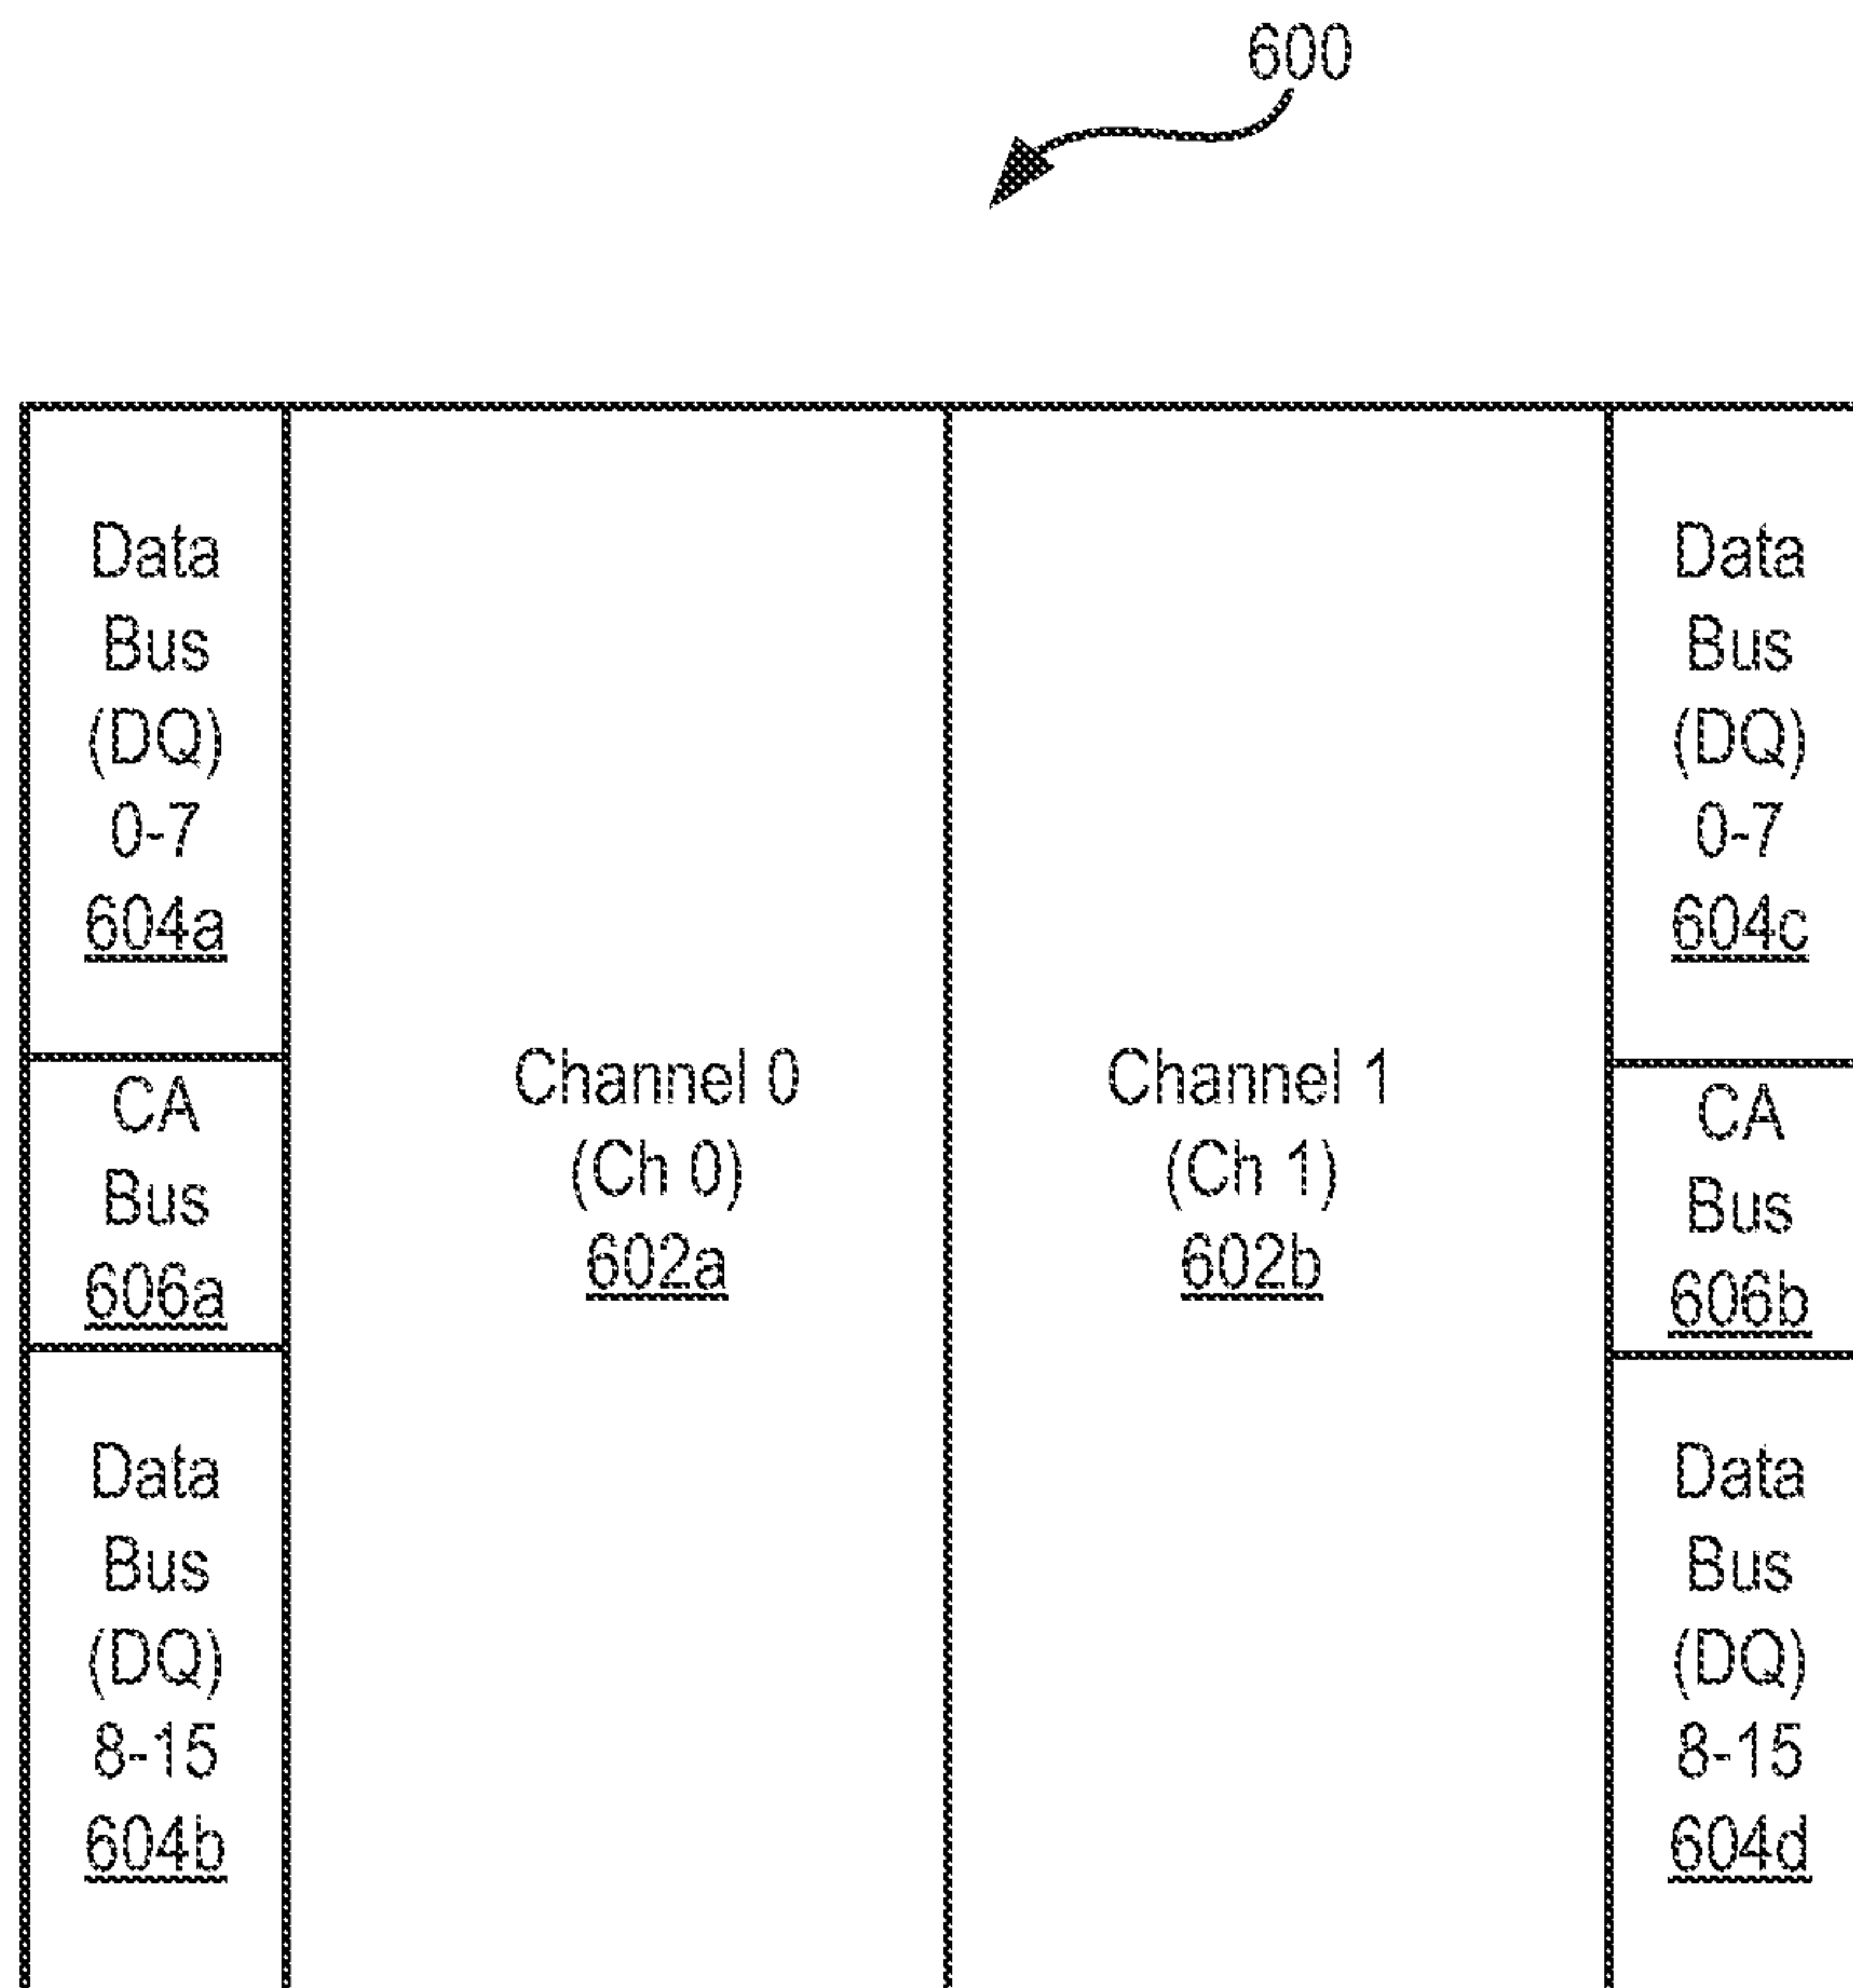 600
Data
Bus
(DQ)
0-7
604a
CA
Bus
606a
Data
Bus
(DQ)
8-15
604b
Channel 0
(Ch 0)
602a
Channel 1
(Ch 1)
602b
Data
Bus
(DQ)
0-7
604c
CA
Bus
606b
Data
Bus
(DQ)
8-15
604d